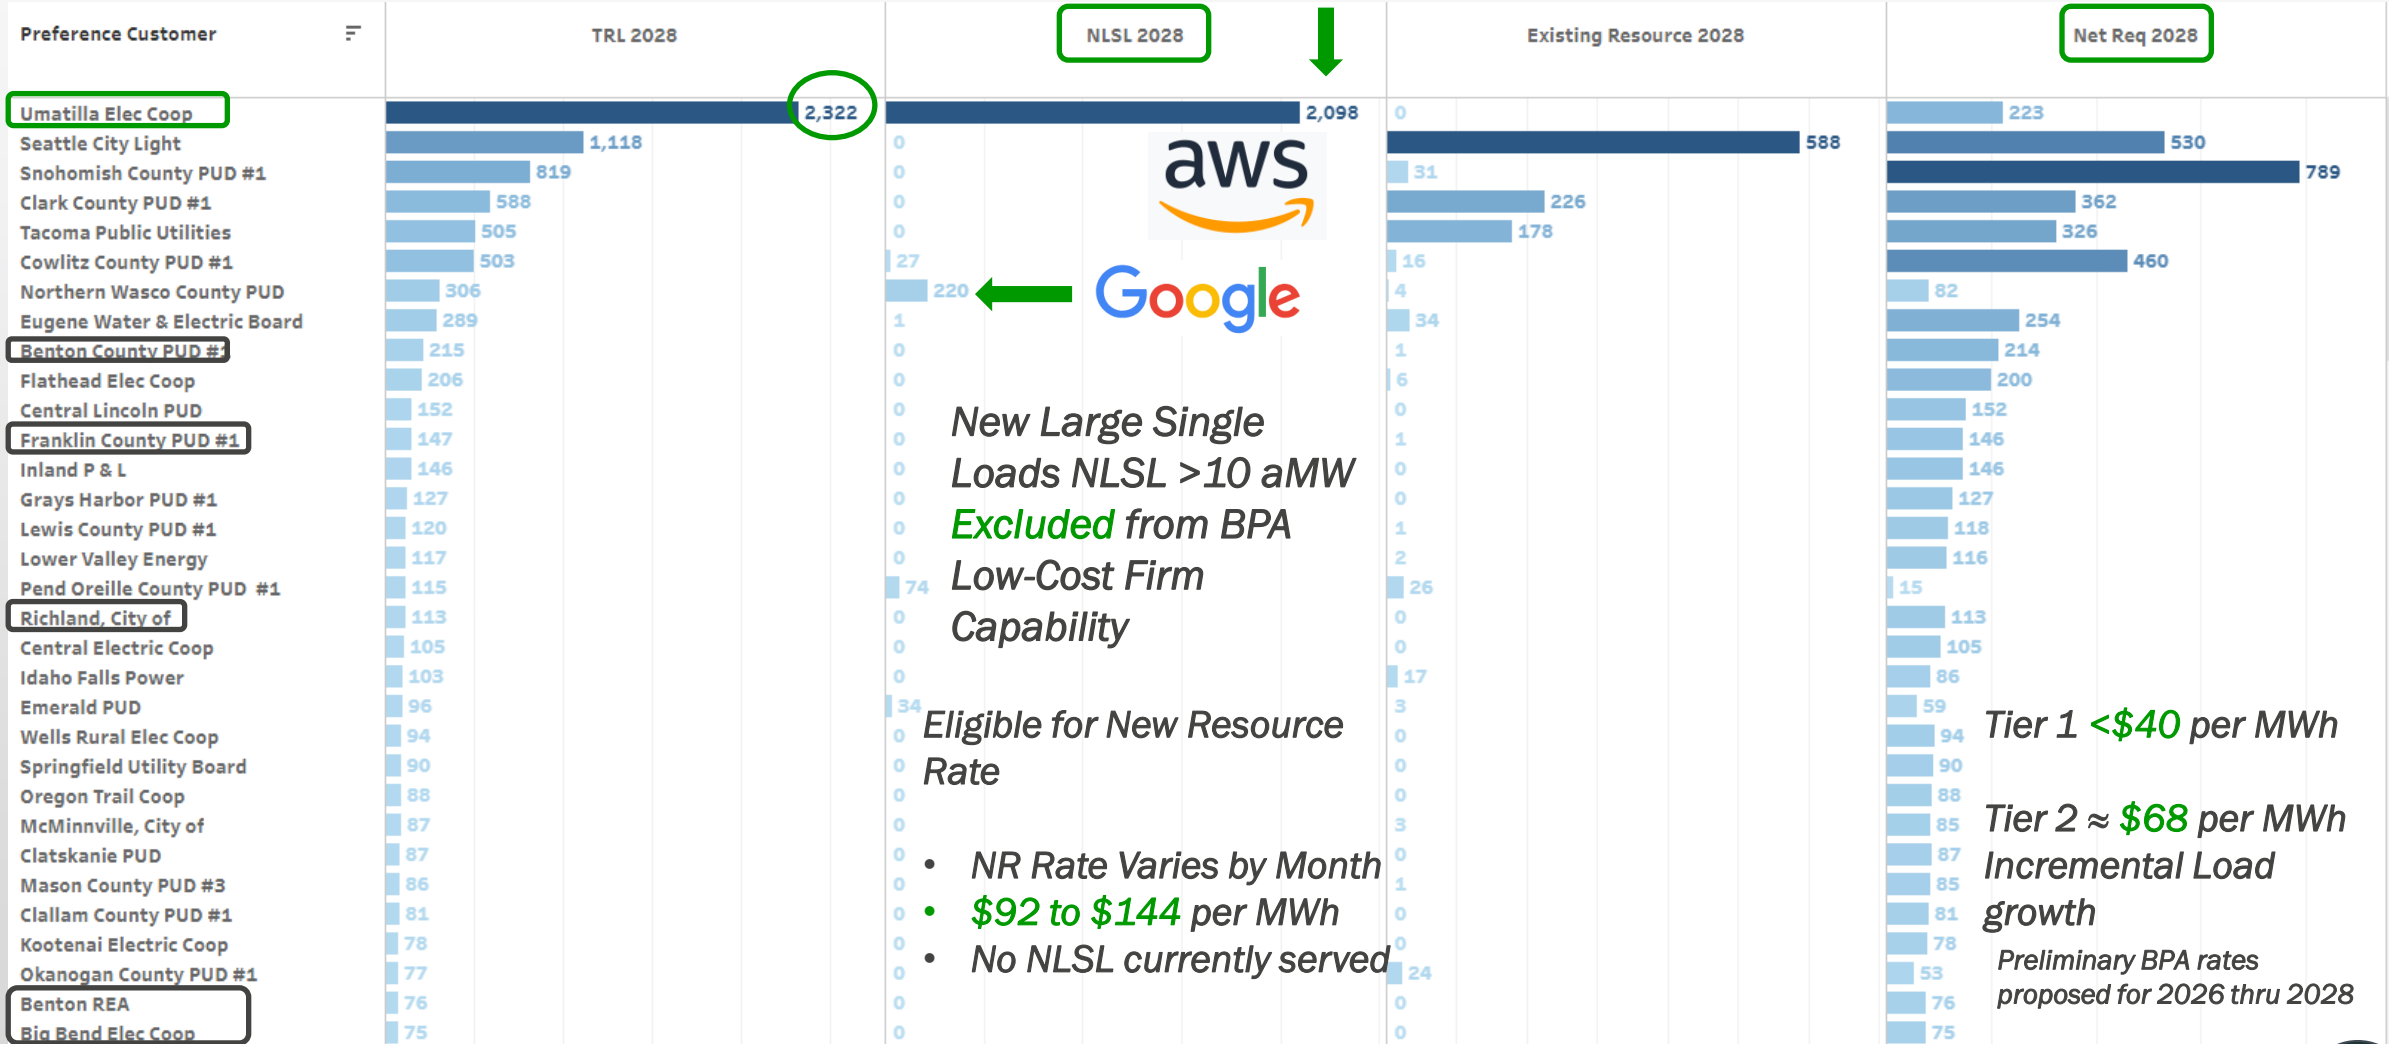 Preference Customer TRL 2028 NLSL 2028 Existing Resource 2028 Net Req 2028
Umatilla Elec Coop 2,322 2,098 0 223
Seattle City Light 1,118 0 588 530
Snohomish County PUD #1 819 0 31 789
Clark County PUD #1 588 0 226 362
Tacoma Public Utilities 505 0 178 326
Cowlitz County PUD #1 503 27 16 460
Northern Wasco County PUD 306 220 4 82
Eugene Water & Electric Board 289 1 34 254
Benton County PUD #1 215 0 1 214
Flathead Elec Coop 206 0 6 200
Central Lincoln PUD 152 0 0 152
Franklin County PUD #1 147 0 1 146
Inland P & L 146 0 0 146
Grays Harbor PUD #1 127 0 0 127
Lewis County PUD #1 120 0 1 118
Lower Valley Energy 117 0 2 116
Pend Oreille County PUD #1 115 74 26 15
Richland, City of 113 0 0 113
Central Electric Coop 105 0 0 105
Idaho Falls Power 103 0 17 86
Emerald PUD 96 34 3 59
Wells Rural Elec Coop 94 0 0 94
Springfield Utility Board 90 0 0 90
Oregon Trail Coop 88 0 0 88
McMinnville, City of 87 0 3 85
Clatskanie PUD 87 0 0 87
Mason County PUD #3 86 0 1 85
Clallam County PUD #1 81 0 0 81
Kootenai Electric Coop 78 0 0 78
Okanogan County PUD #1 77 0 24 53
Benton REA 76 0 0 76
Big Bend Elec Coop 75 0 0 75
aws
Google
New Large Single
Loads NLSL >10 aMW
Excluded from BPA
Low-Cost Firm
Capability
Eligible for New Resource
Rate
• NR Rate Varies by Month
• $92 to $144 per MWh
• No NLSL currently served
Tier 1 <$40 per MWh
Tier 2 ≈ $68 per MWh
Incremental Load
growth
Preliminary BPA rates
proposed for 2026 thru 2028